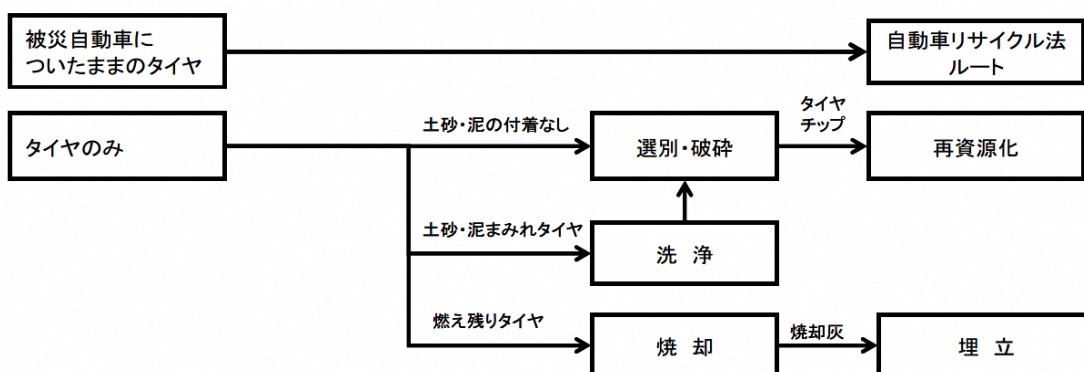 被災自動車に
ついたままのタイヤ
自動車リサイクル法
ルート
タイヤのみ
土砂・泥の付着なし
選別・破砕
タイヤ
チップ
再資源化
土砂・泥まみれタイヤ
洗 浄
燃え残りタイヤ
焼 却
焼却灰
埋 立